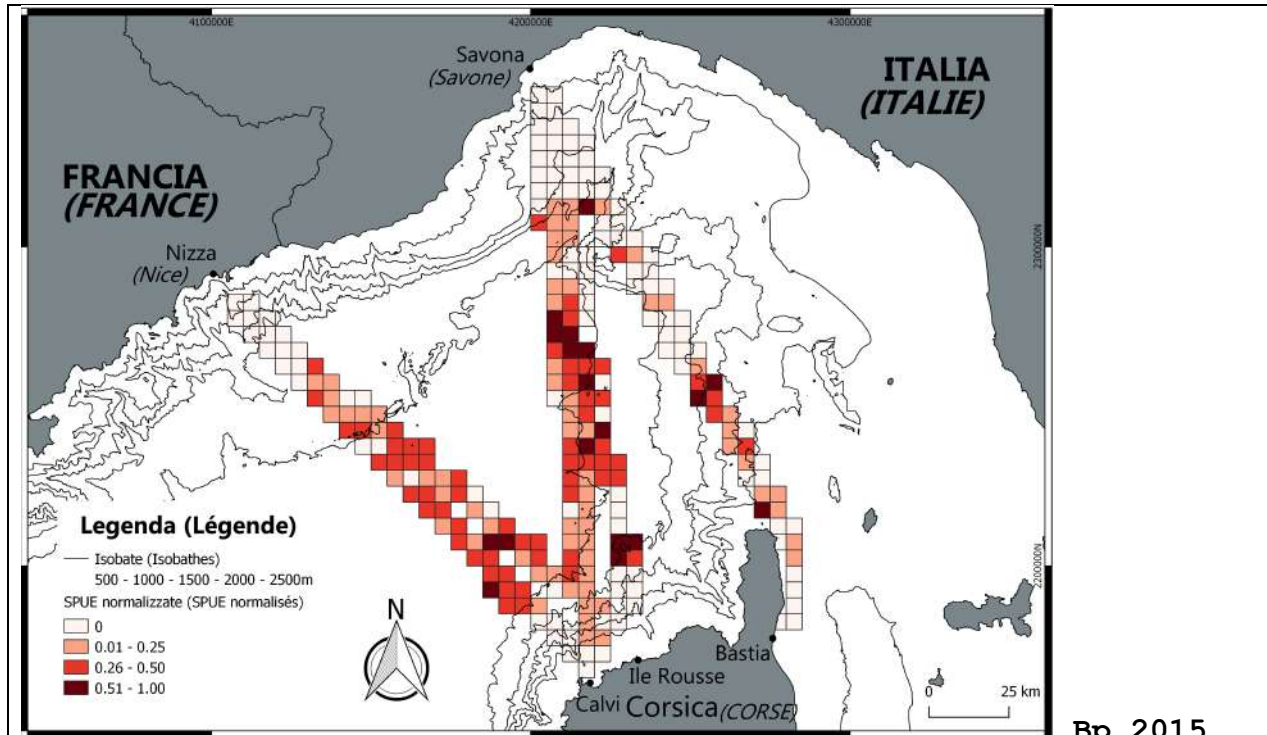 4100000E
4200000E
4300000E
Savona
(Savone)
ITALIA
(ITALIE)
FRANCIA
(FRANCE)
2300000N
Nizza
(Nice)
Legenda (Légende)
Isobate (Isobathes)
500 - 1000 - 1500 - 2000 - 2500m
SPUE normalizzate (SPUE normalisés)
0
0.01 - 0.25
0.26 - 0.50
0.51 - 1.00
N
2200000N
Bastia
Ile Rousse
Calvi
Corsica (CORSE)
0 25 km
Bp 2015